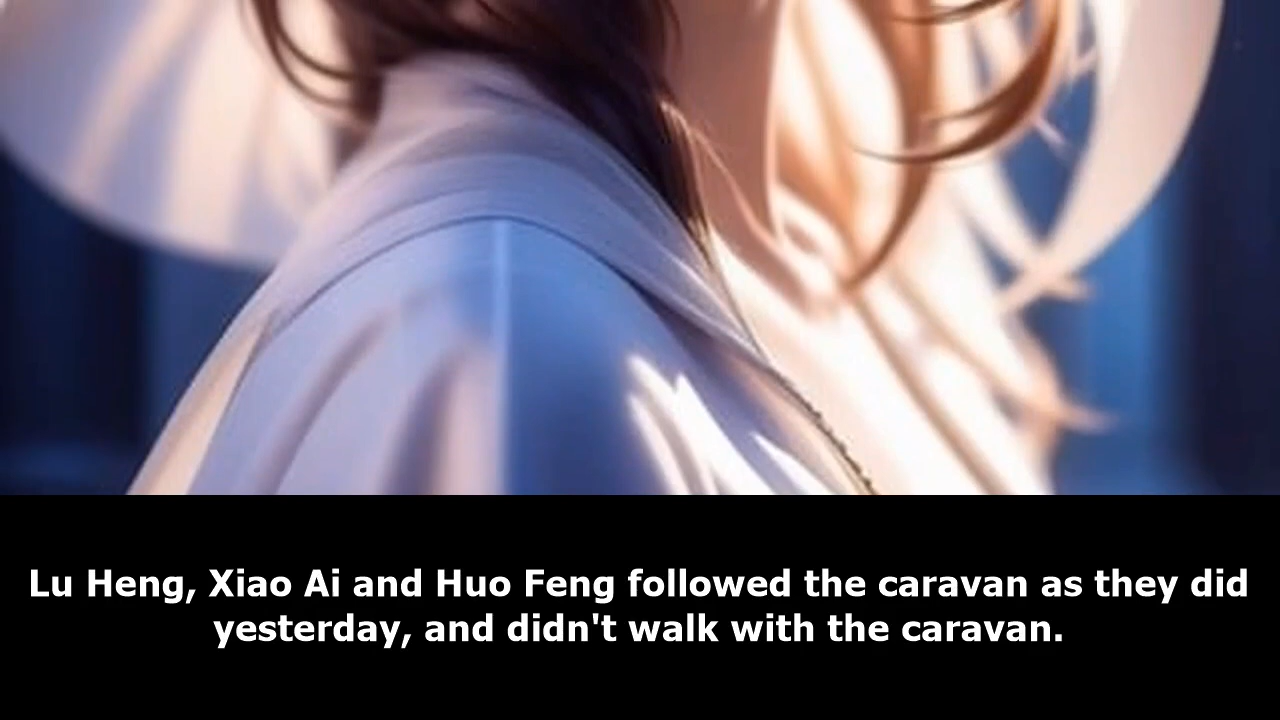 Lu Heng, Xiao Ai and Huo Feng followed the caravan as they did
yesterday, and didn't walk with the caravan.